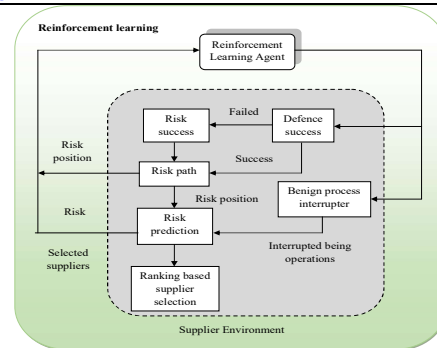 Reinforcement learning
Reinforcement
Learning Agent
Failed
Risk
success
Defence
success
Risk
position
Success
Risk path
Benign process
interrupter
Risk position
Risk
Risk
prediction
Selected
suppliers
Interrupted being
operations
Ranking based
supplier
selection
Supplier Environment